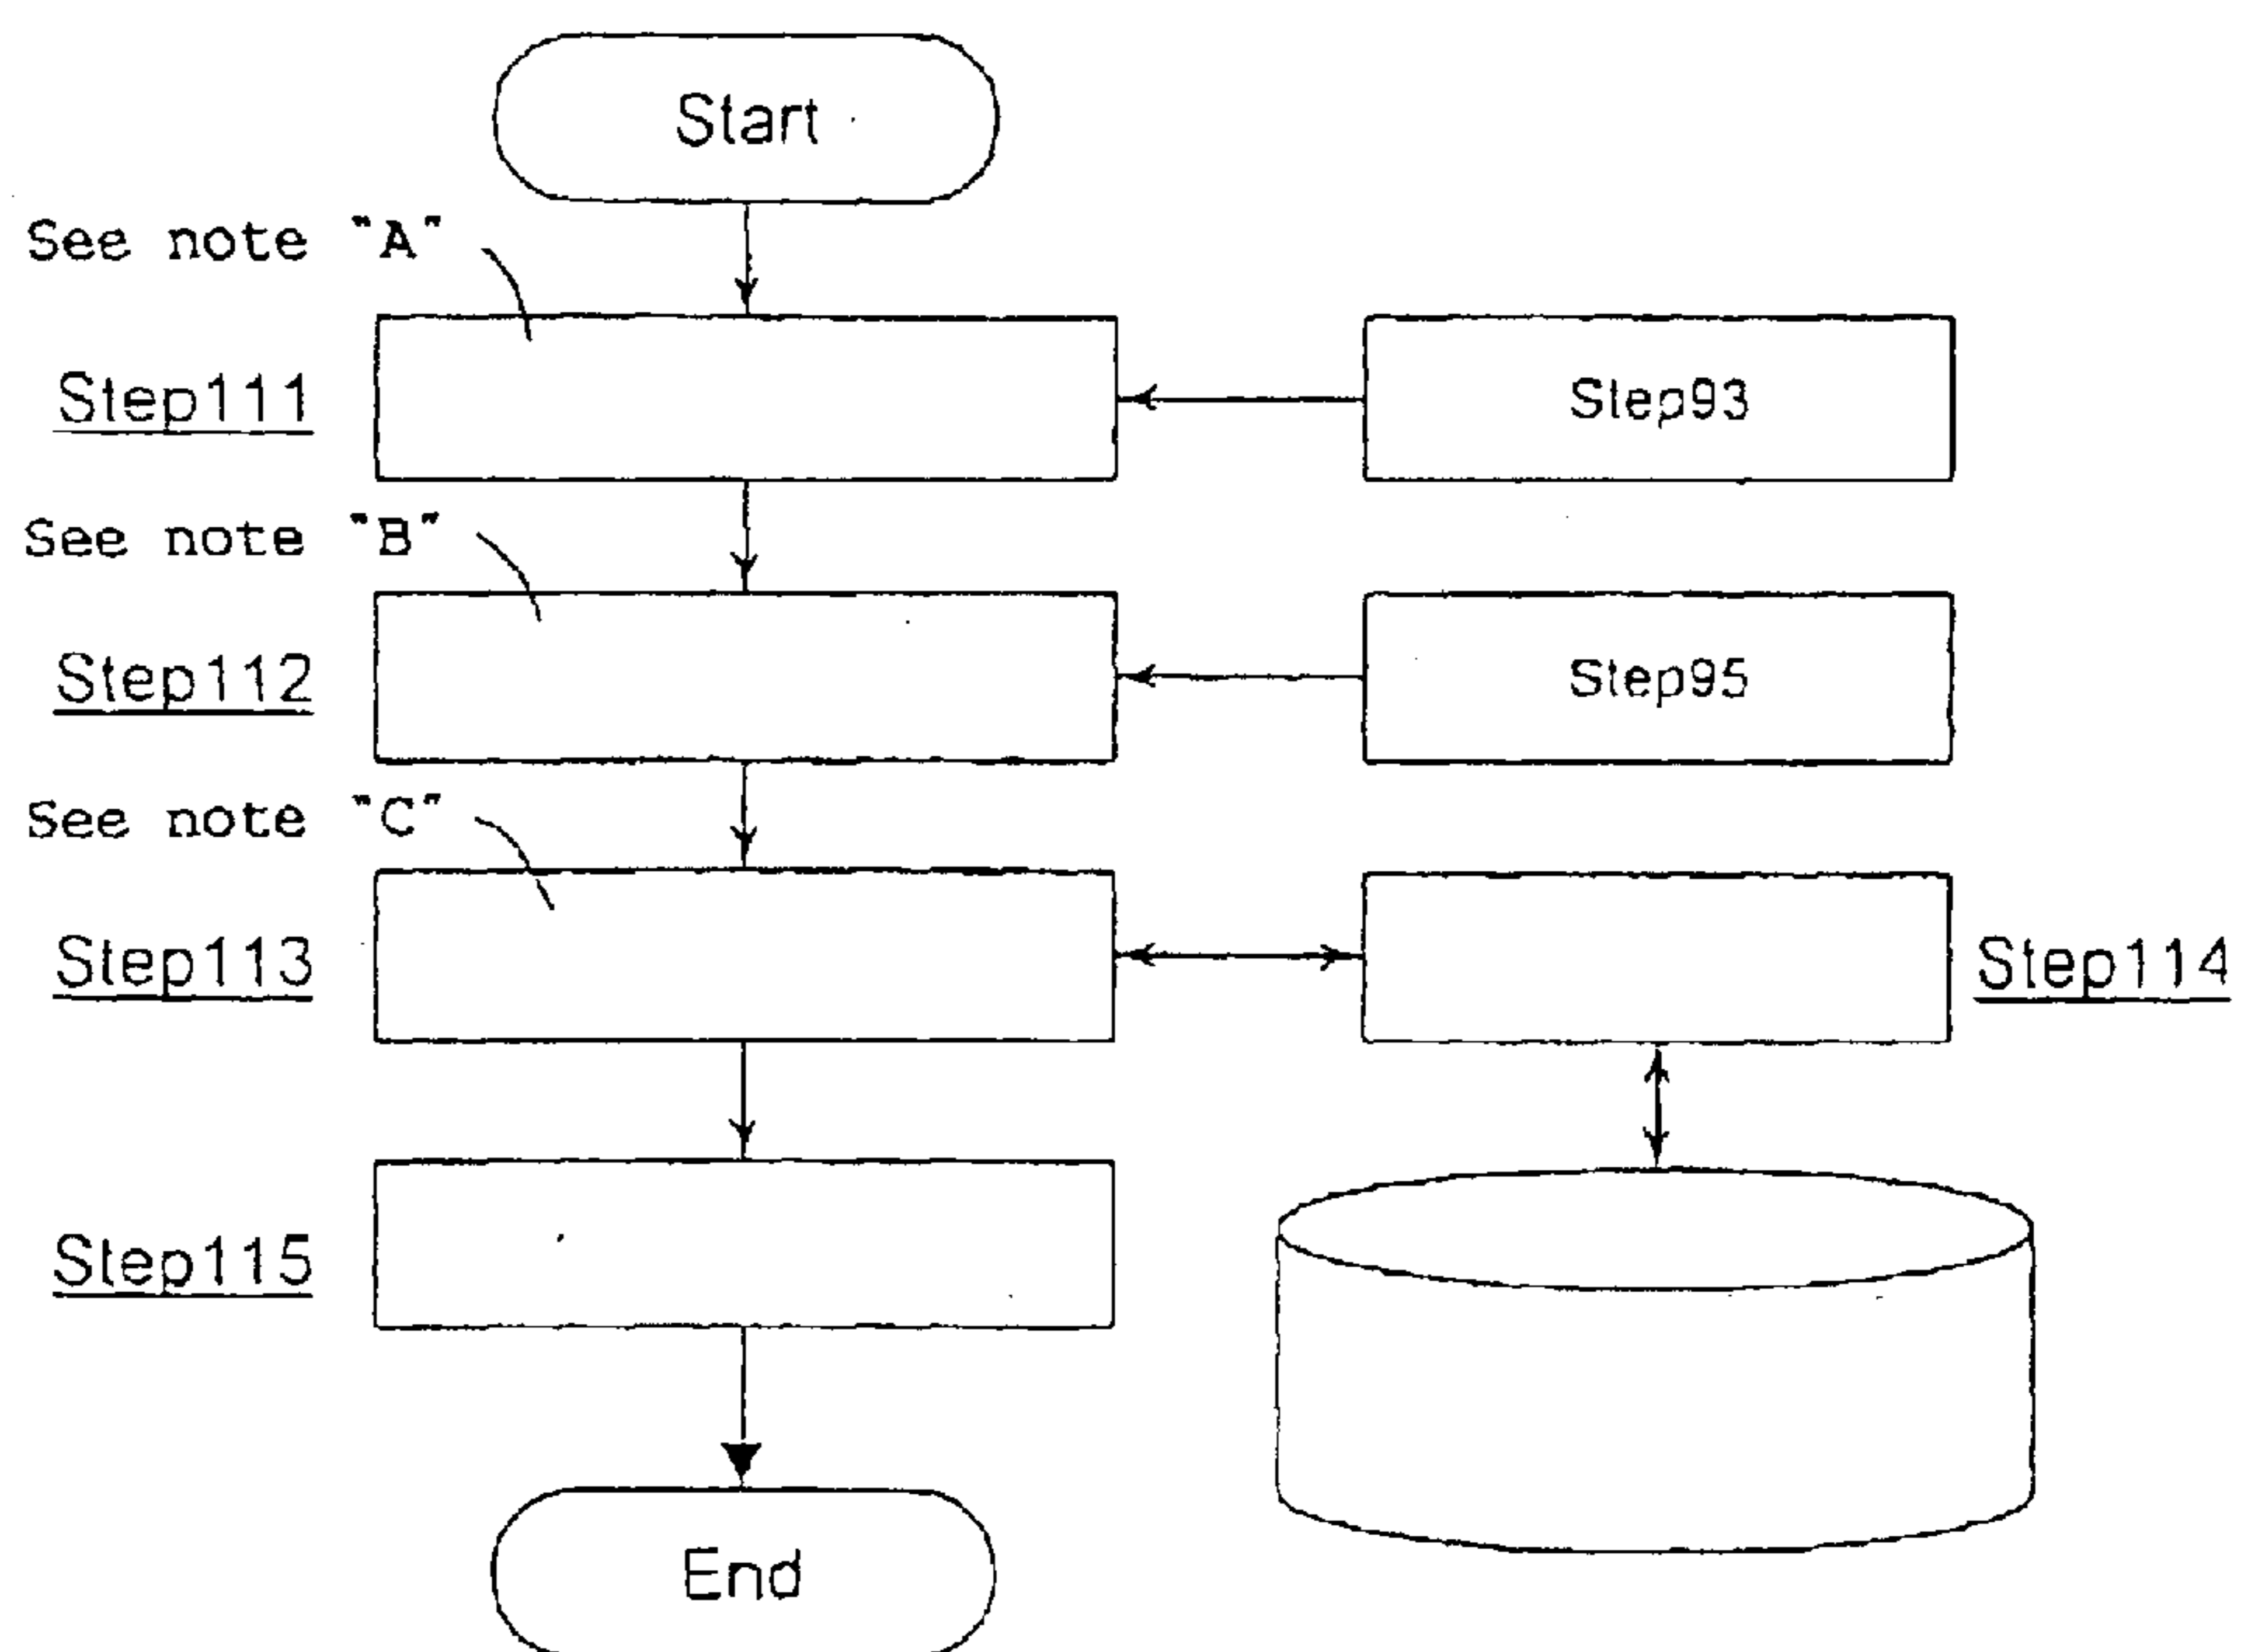 Start
See note "A"
Step111
Step93
See note "B"
Step112
Step95
See note "C"
Step113
Step114
Step115
End